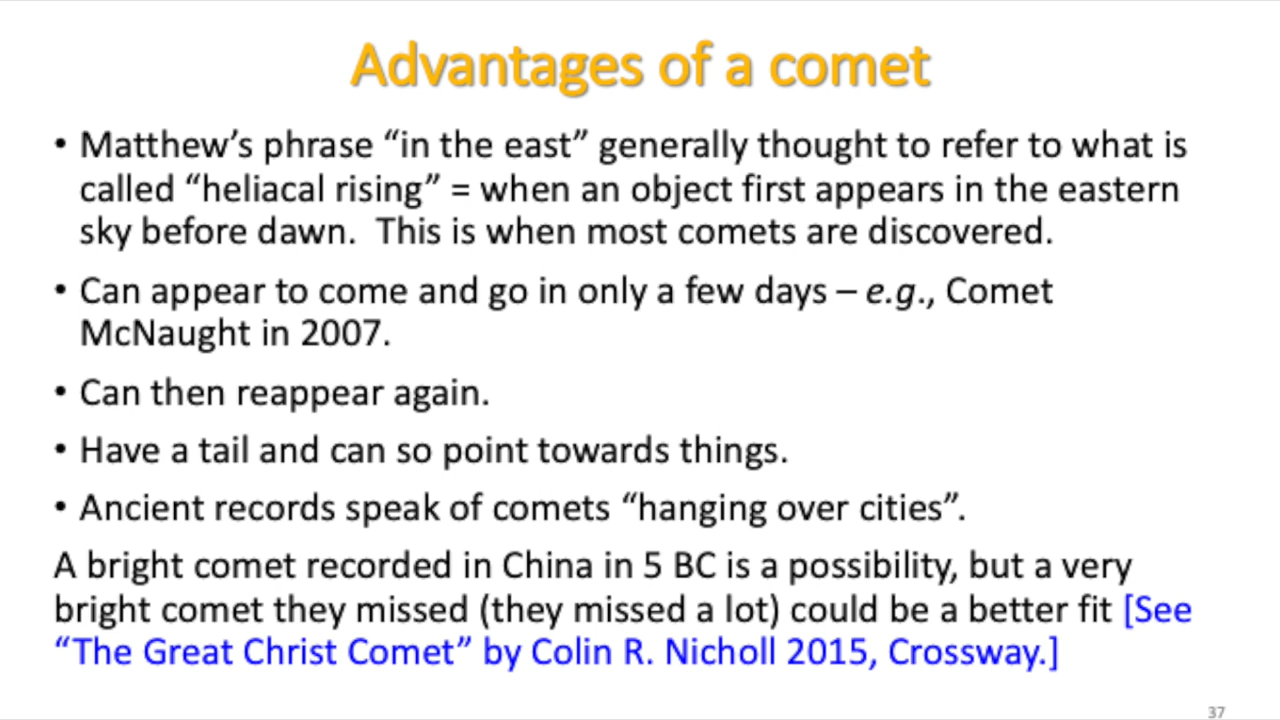 Advantages of a comet
• Matthew’s phrase “in the east” generally thought to refer to what is
called “heliacal rising” = when an object first appears in the eastern
sky before dawn.  This is when most comets are discovered.
• Can appear to come and go in only a few days – e.g., Comet
McNaught in 2007.
• Can then reappear again.
• Have a tail and can so point towards things.
• Ancient records speak of comets “hanging over cities”.
A bright comet recorded in China in 5 BC is a possibility, but a very
bright comet they missed (they missed a lot) could be a better fit [See
“The Great Christ Comet” by Colin R. Nicholl 2015, Crossway.]
37